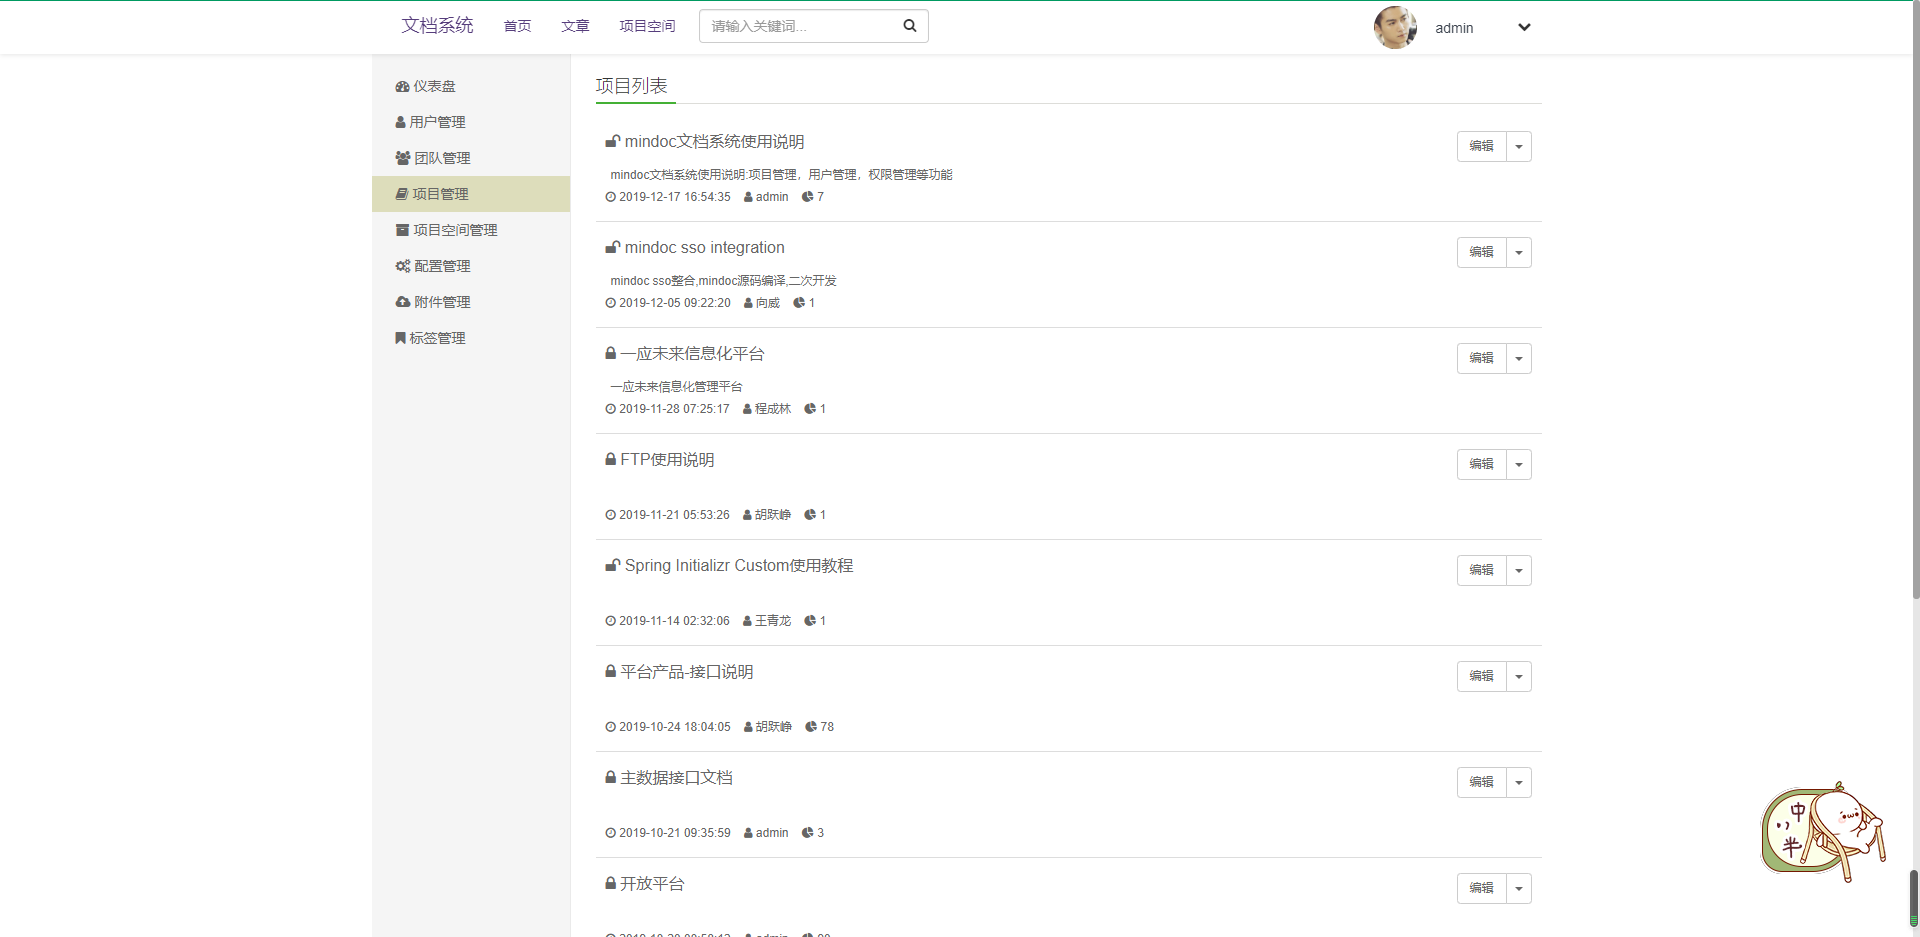 文档系统 首页 文章 项目空间 请输入关键词... admin
仪表盘
用户管理
团队管理
项目管理
项目空间管理
配置管理
附件管理
标签管理
项目列表
mindoc文档系统使用说明 编辑
mindoc文档系统使用说明:项目管理，用户管理，权限管理等功能
2019-12-17 16:54:35 admin 7
mindoc sso integration 编辑
mindoc sso整合,mindoc源码编译,二次开发
2019-12-05 09:22:20 向威 1
一应未来信息化平台 编辑
一应未来信息化管理平台
2019-11-28 07:25:17 程成林 1
FTP使用说明 编辑
2019-11-21 05:53:26 胡跃峥 1
Spring Initializr Custom使用教程 编辑
2019-11-14 02:32:06 王青龙 1
平台产品-接口说明 编辑
2019-10-24 18:04:05 胡跃峥 78
主数据接口文档 编辑
2019-10-21 09:35:59 admin 3
开放平台 编辑
中
半